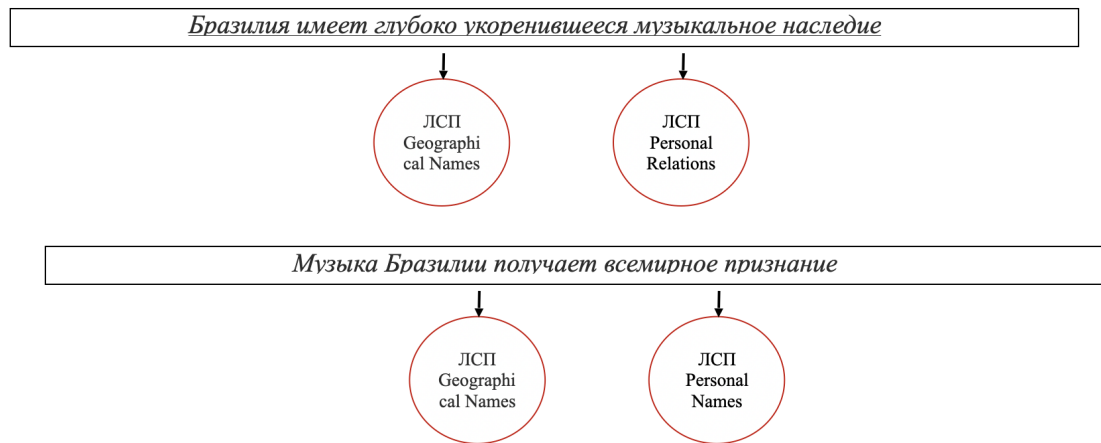 Бразилия имеет глубоко укоренившееся музыкальное наследие
ЛСП
Geographi
cal Names
ЛСП
Personal
Relations
Музыка Бразилии получает всемирное признание
ЛСП
Geographi
cal Names
ЛСП
Personal
Names